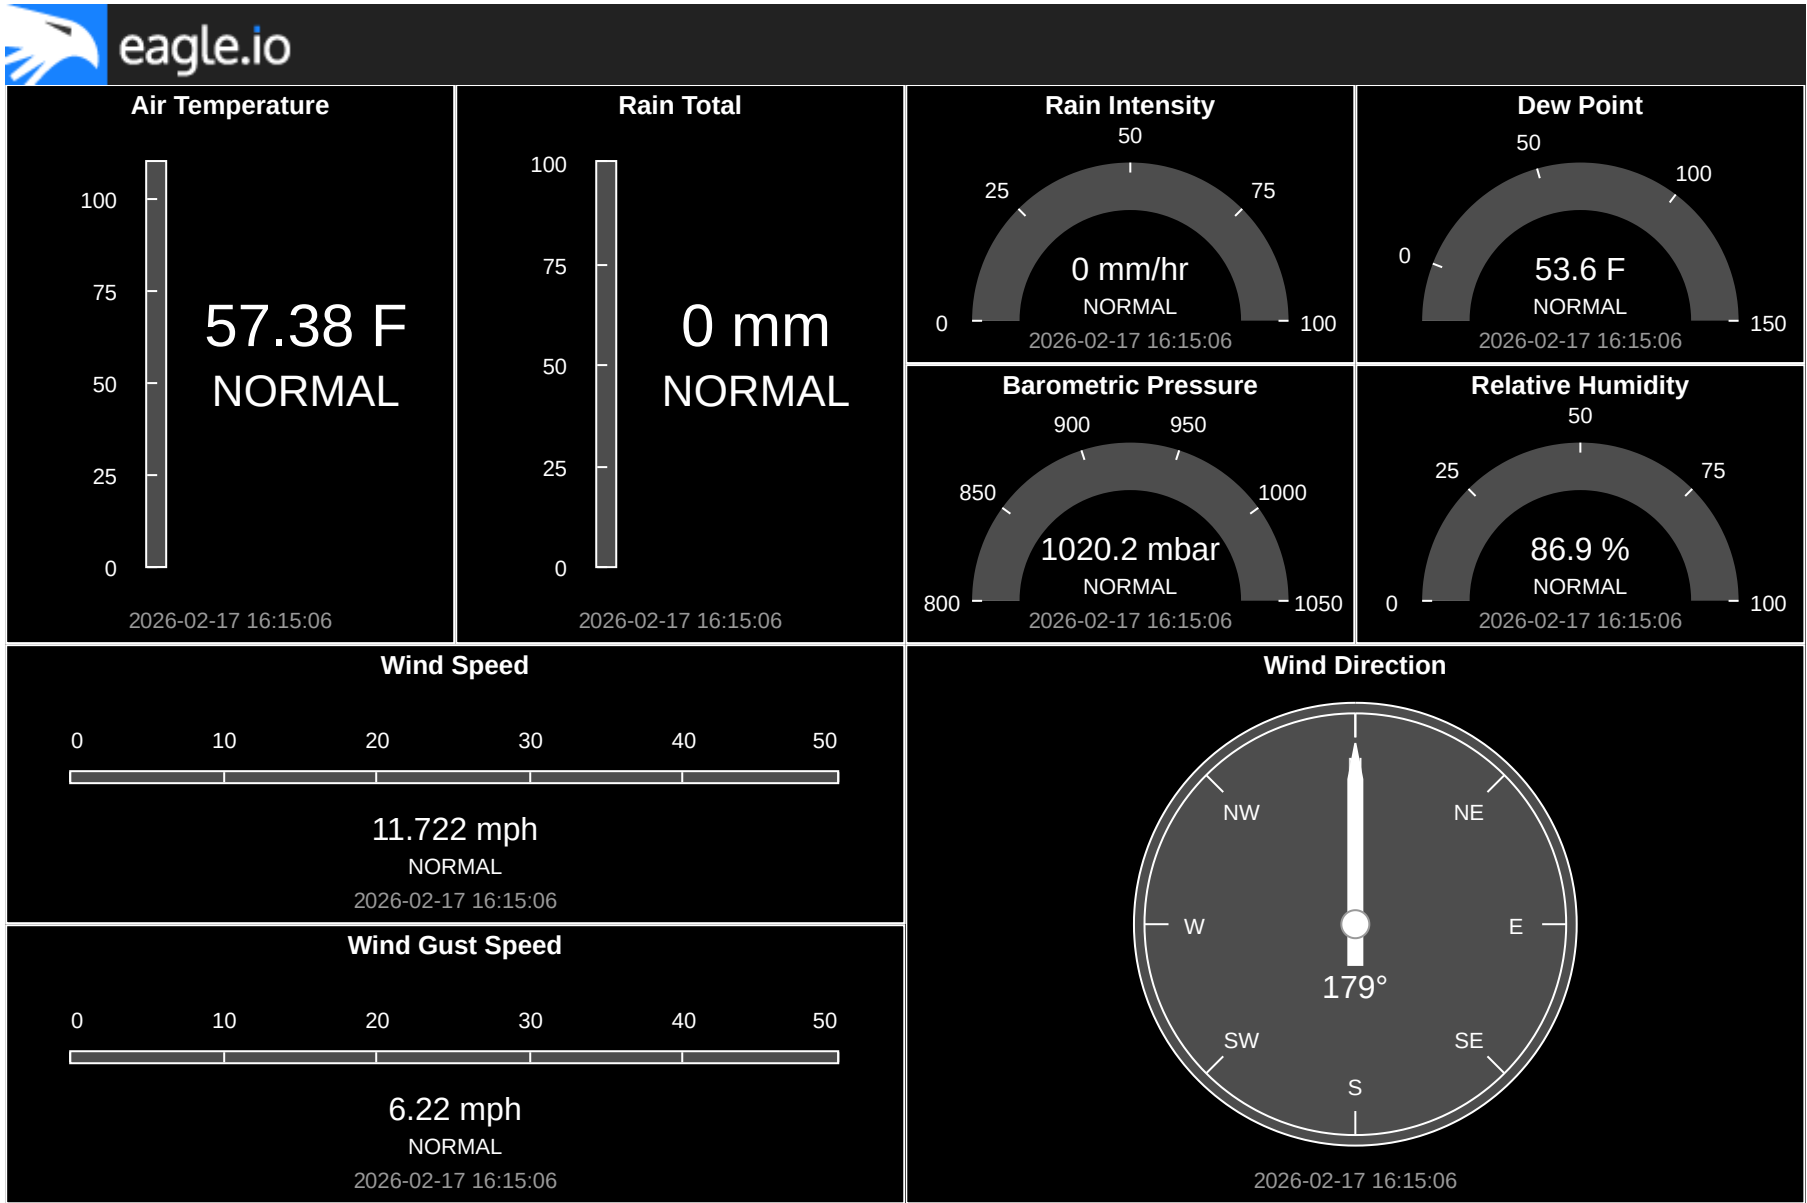 eagle.io
Air Temperature
100
75
50
25
0
57.38 F
NORMAL
2026-02-17 16:15:06
Rain Total
100
75
50
25
0
0 mm
NORMAL
2026-02-17 16:15:06
Rain Intensity
0
25
50
75
100
0 mm/hr
NORMAL
2026-02-17 16:15:06
Dew Point
0
50
100
150
53.6 F
NORMAL
2026-02-17 16:15:06
Barometric Pressure
800
850
900
950
1000
1050
1020.2 mbar
NORMAL
2026-02-17 16:15:06
Relative Humidity
0
25
50
75
100
86.9 %
NORMAL
2026-02-17 16:15:06
Wind Speed
0 10 20 30 40 50
11.722 mph
NORMAL
2026-02-17 16:15:06
Wind Gust Speed
0 10 20 30 40 50
6.22 mph
NORMAL
2026-02-17 16:15:06
Wind Direction
NW NE
W E
179°
SW SE
S
2026-02-17 16:15:06